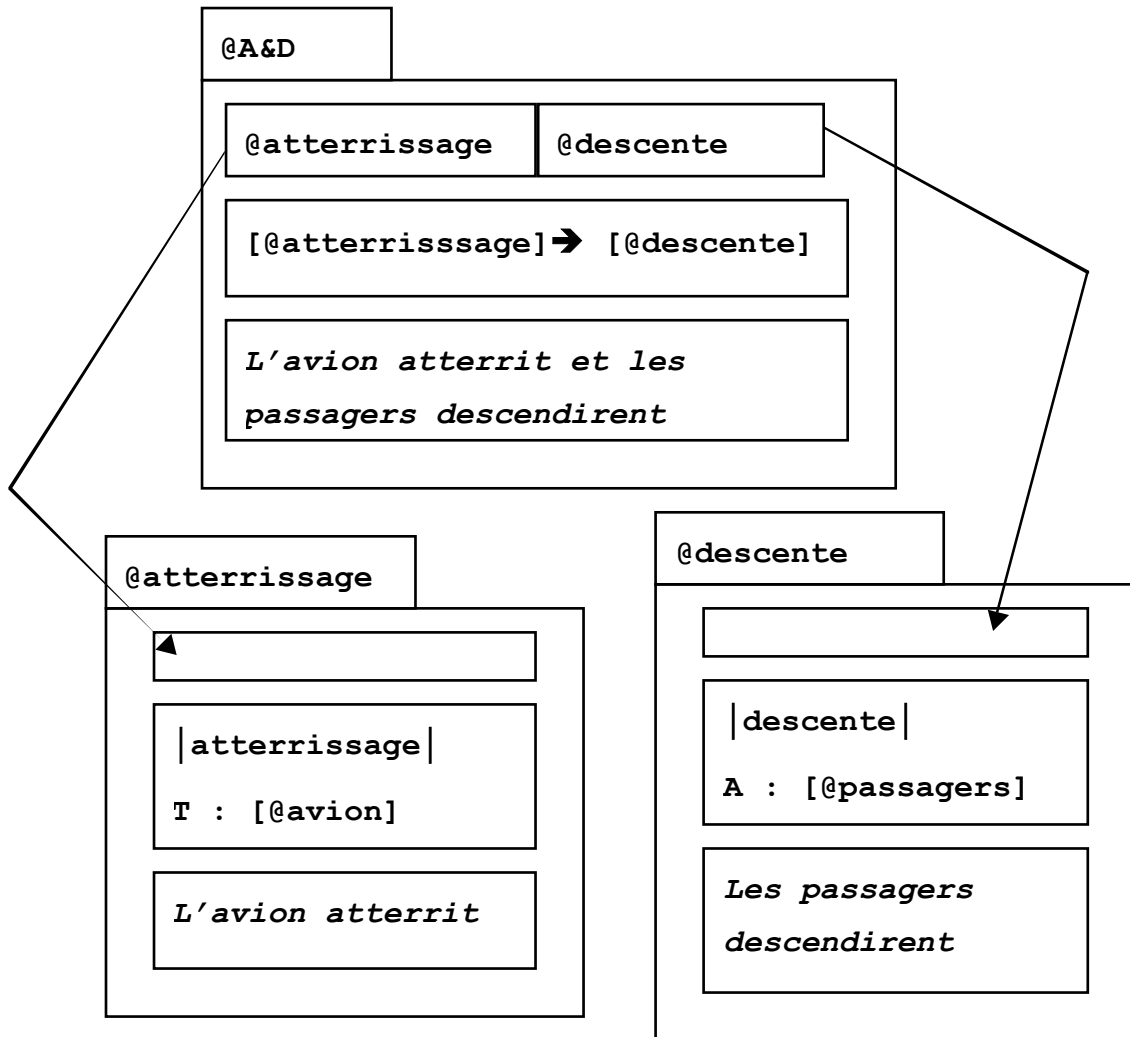 @A&D
@atterrissage @descente
[@atterrisssage]➔ [@descente]
L'avion atterrit et les
passagers descendirent
@atterrissage
|atterrissage|
T : [@avion]
L'avion atterrit
@descente
|descente|
A : [@passagers]
Les passagers
descendirent